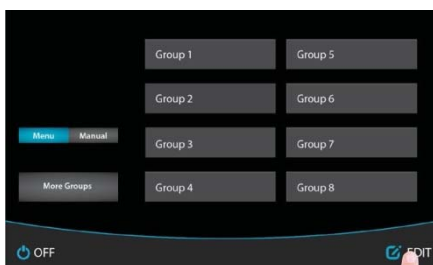 Group 1
Group 5
Group 2
Group 6
Menu
Manual
Group 3
Group 7
More Groups
Group 4
Group 8
OFF
EDIT